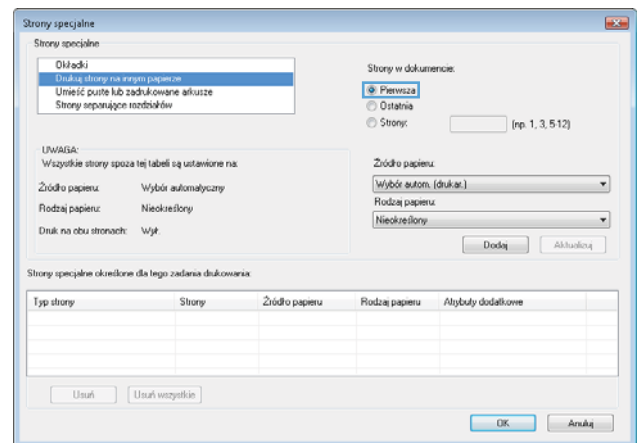 Strony specjalne
Strony specjalne
Okładki
Drukuj strony na innym papierze
Umieść puste lub zadrukowane arkusze
Strony separujące rozdziałów
Strony w dokumencie:
Pierwsza
Ostatnia
Strony: (np. 1, 3, 5-12)
UWAGA:
Wszystkie strony spoza tej tabeli są ustawione na:
Źródło papieru: Wybór automatyczny
Rodzaj papieru: Nieokreślony
Druk na obu stronach: Wył.
Źródło papieru:
Wybór autom. (drukar.)
Rodzaj papieru:
Nieokreślony
Dodaj Aktualizuj
Strony specjalne określone dla tego zadania drukowania:
Typ strony Strony Źródło papieru Rodzaj papieru Atrybuty dodatkowe
Usuń Usuń wszystkie
OK Anuluj